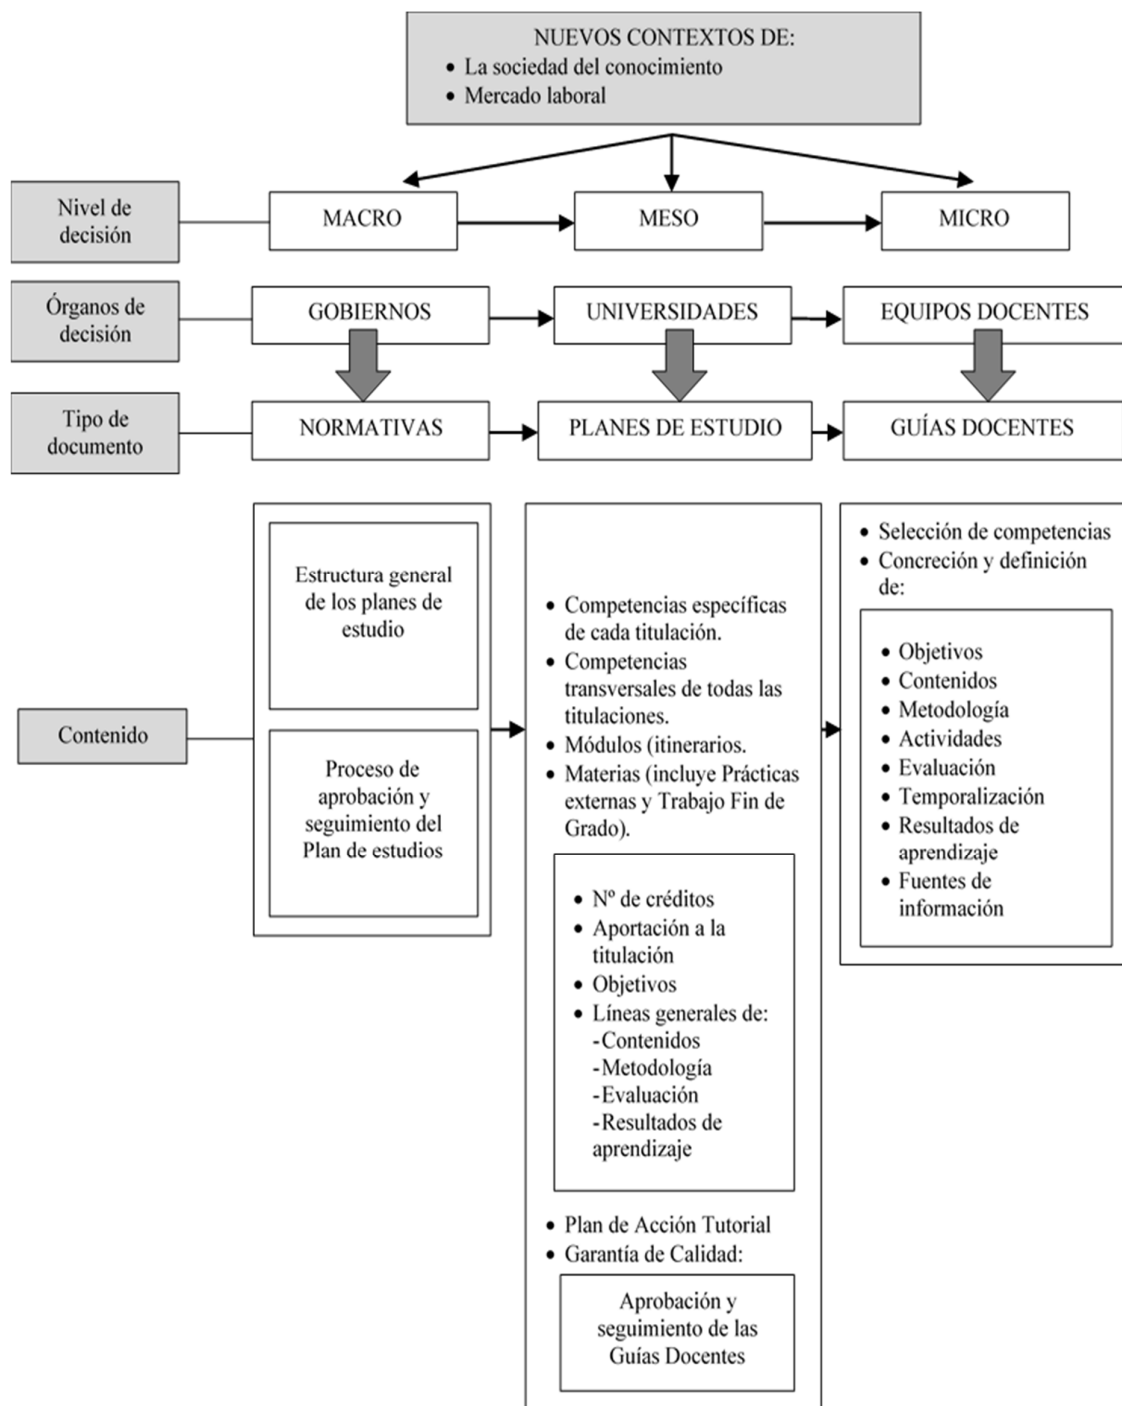 NUEVOS CONTEXTOS DE:
• La sociedad del conocimiento
• Mercado laboral
Nivel de
decisión
MACRO
MESO
MICRO
Órganos de
decisión
GOBIERNOS
UNIVERSIDADES
EQUIPOS DOCENTES
Tipo de
documento
NORMATIVAS
PLANES DE ESTUDIO
GUÍAS DOCENTES
Contenido
Estructura general
de los planes de
estudio
Proceso de
aprobación y
seguimiento del
Plan de estudios
• Competencias específicas
de cada titulación.
• Competencias
transversales de todas las
titulaciones.
• Módulos (itinerarios.
• Materias (incluye Prácticas
externas y Trabajo Fin de
Grado).
• Nº de créditos
• Aportación a la
titulación
• Objetivos
• Líneas generales de:
-Contenidos
-Metodología
-Evaluación
-Resultados de
aprendizaje
• Plan de Acción Tutorial
• Garantía de Calidad:
Aprobación y
seguimiento de las
Guías Docentes
• Selección de competencias
• Concreción y definición
de:
• Objetivos
• Contenidos
• Metodología
• Actividades
• Evaluación
• Temporalización
• Resultados de
aprendizaje
• Fuentes de
información